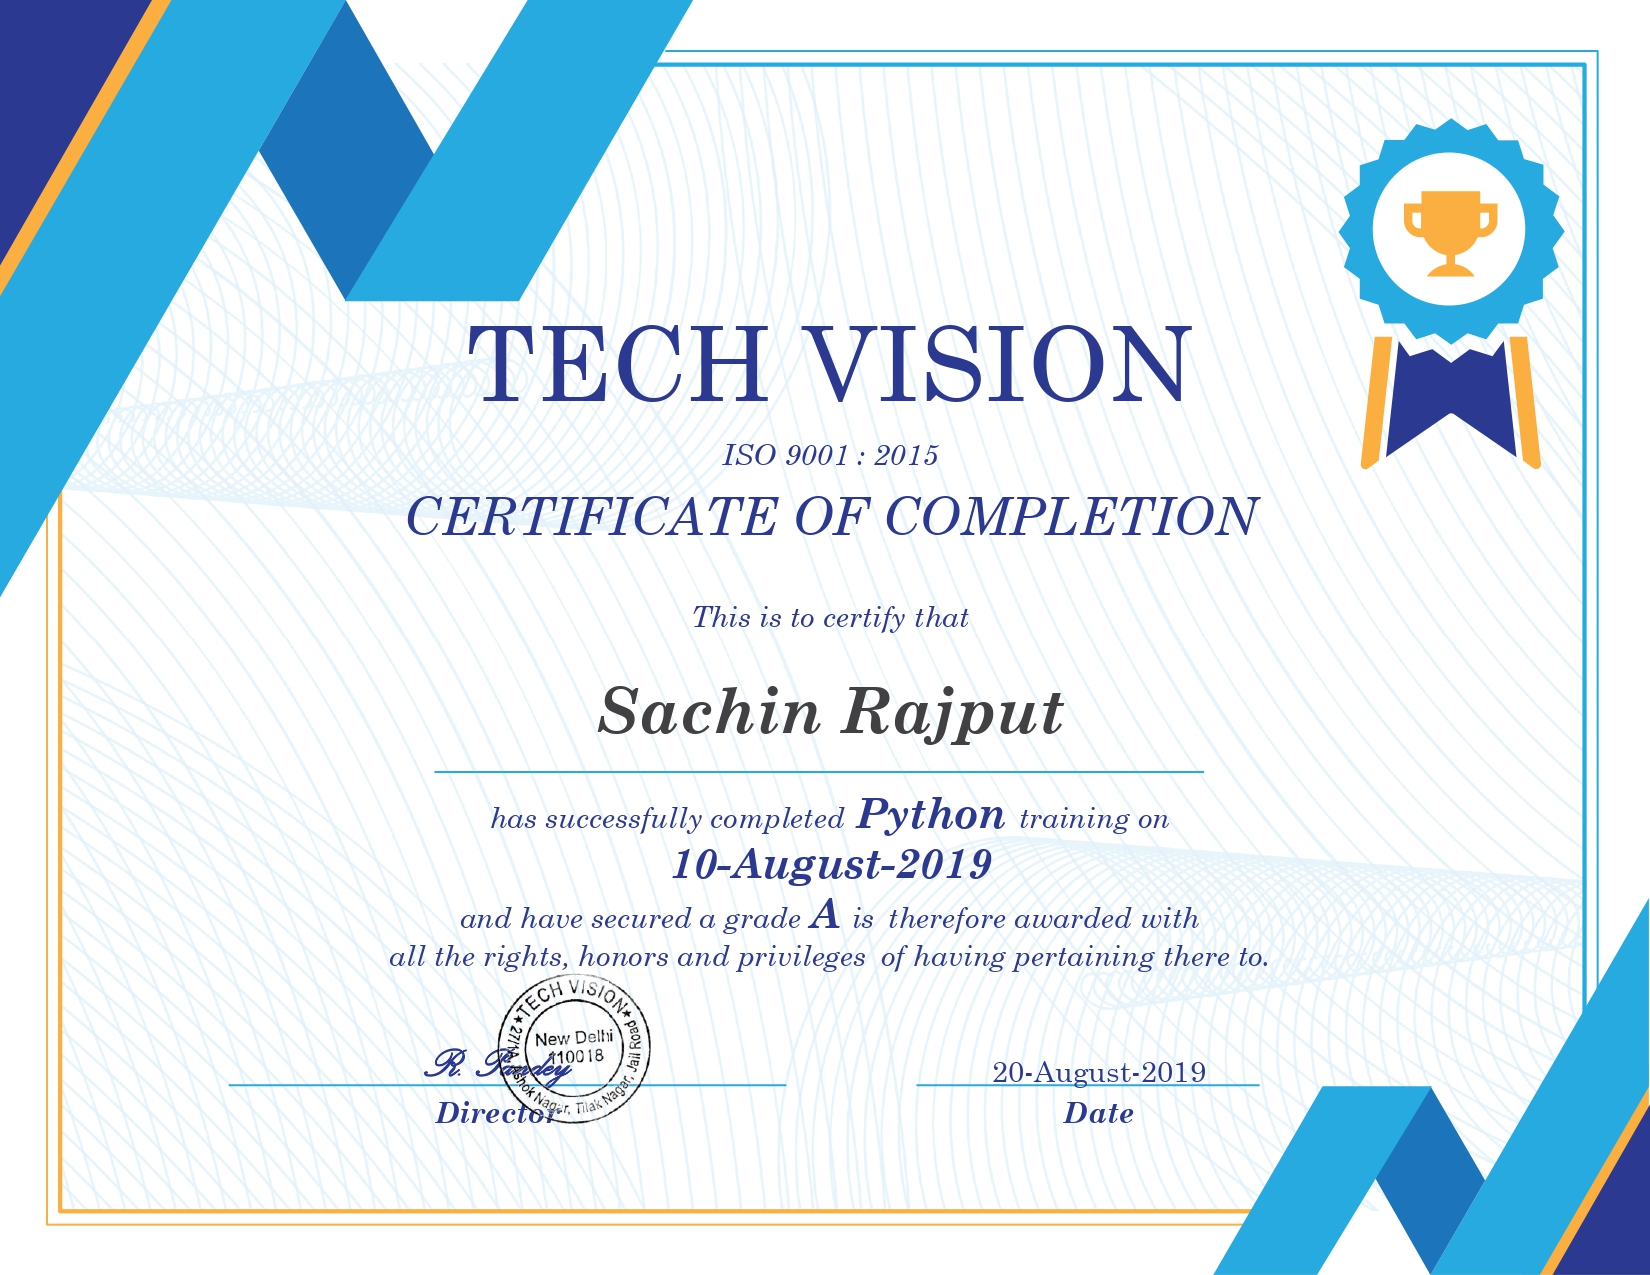 TECH VISION
ISO 9001 : 2015
CERTIFICATE OF COMPLETION
This is to certify that
Sachin Rajput
has successfully completed Python training on
10-August-2019
and have secured a grade A is therefore awarded with
all the rights, honors and privileges of having pertaining there to.
★TECH VISION★
New Delhi
110018
27/1A, Ashok Nagar, Tilak Nagar, Jail Road
R. Pandey
20-August-2019
Director
Date